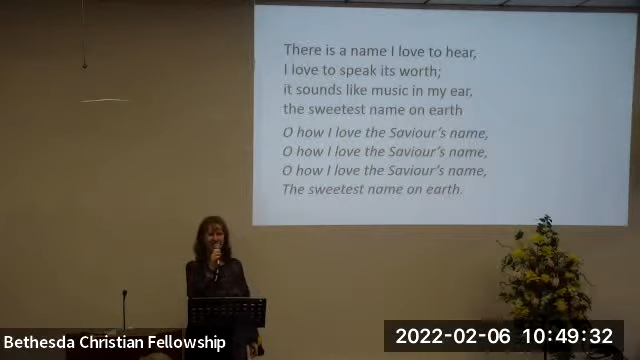 There is a name I love to hear,
I love to speak its worth;
it sounds like music in my ear,
the sweetest name on earth
O how I love the Saviour's name,
O how I love the Saviour's name,
O how I love the Saviour's name,
The sweetest name on earth.
Bethesda Christian Fellowship
2022-02-06 10:49:32